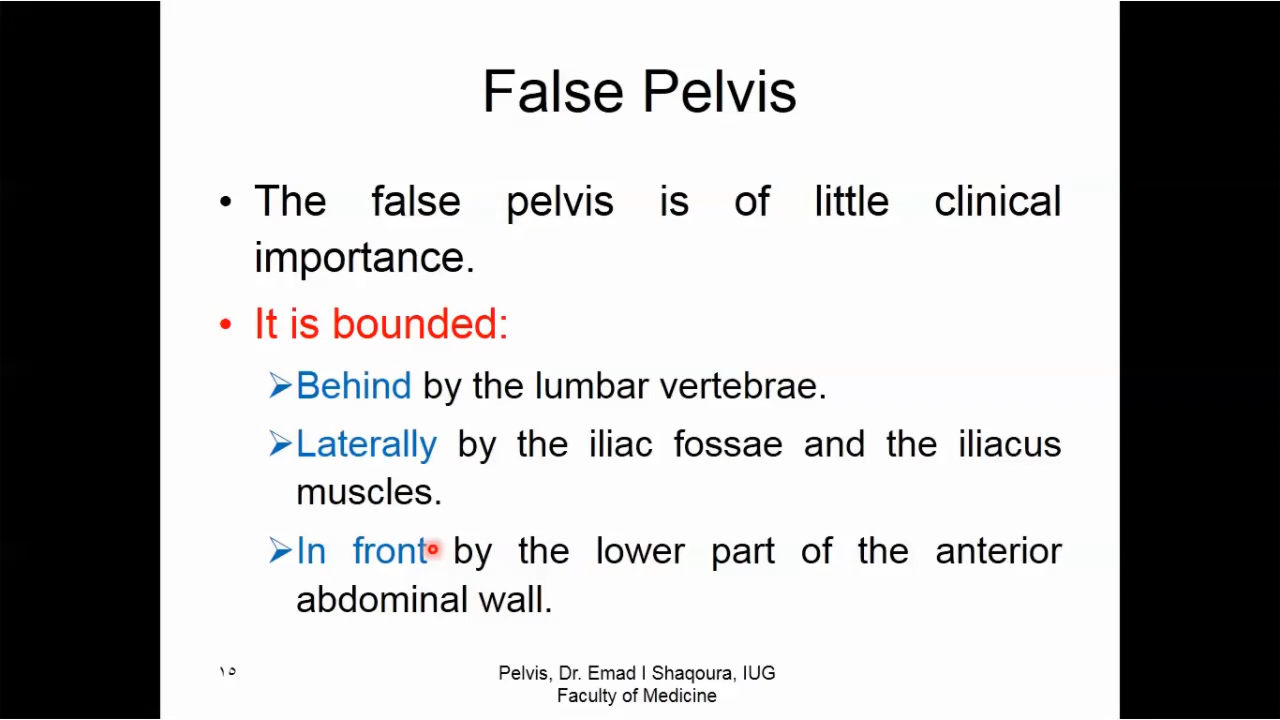 False Pelvis
• The false pelvis is of little clinical
importance.
• It is bounded:
➢Behind by the lumbar vertebrae.
➢Laterally by the iliac fossae and the iliacus
muscles.
➢In front by the lower part of the anterior
abdominal wall.
١٥
Pelvis, Dr. Emad I Shaqoura, IUG
Faculty of Medicine